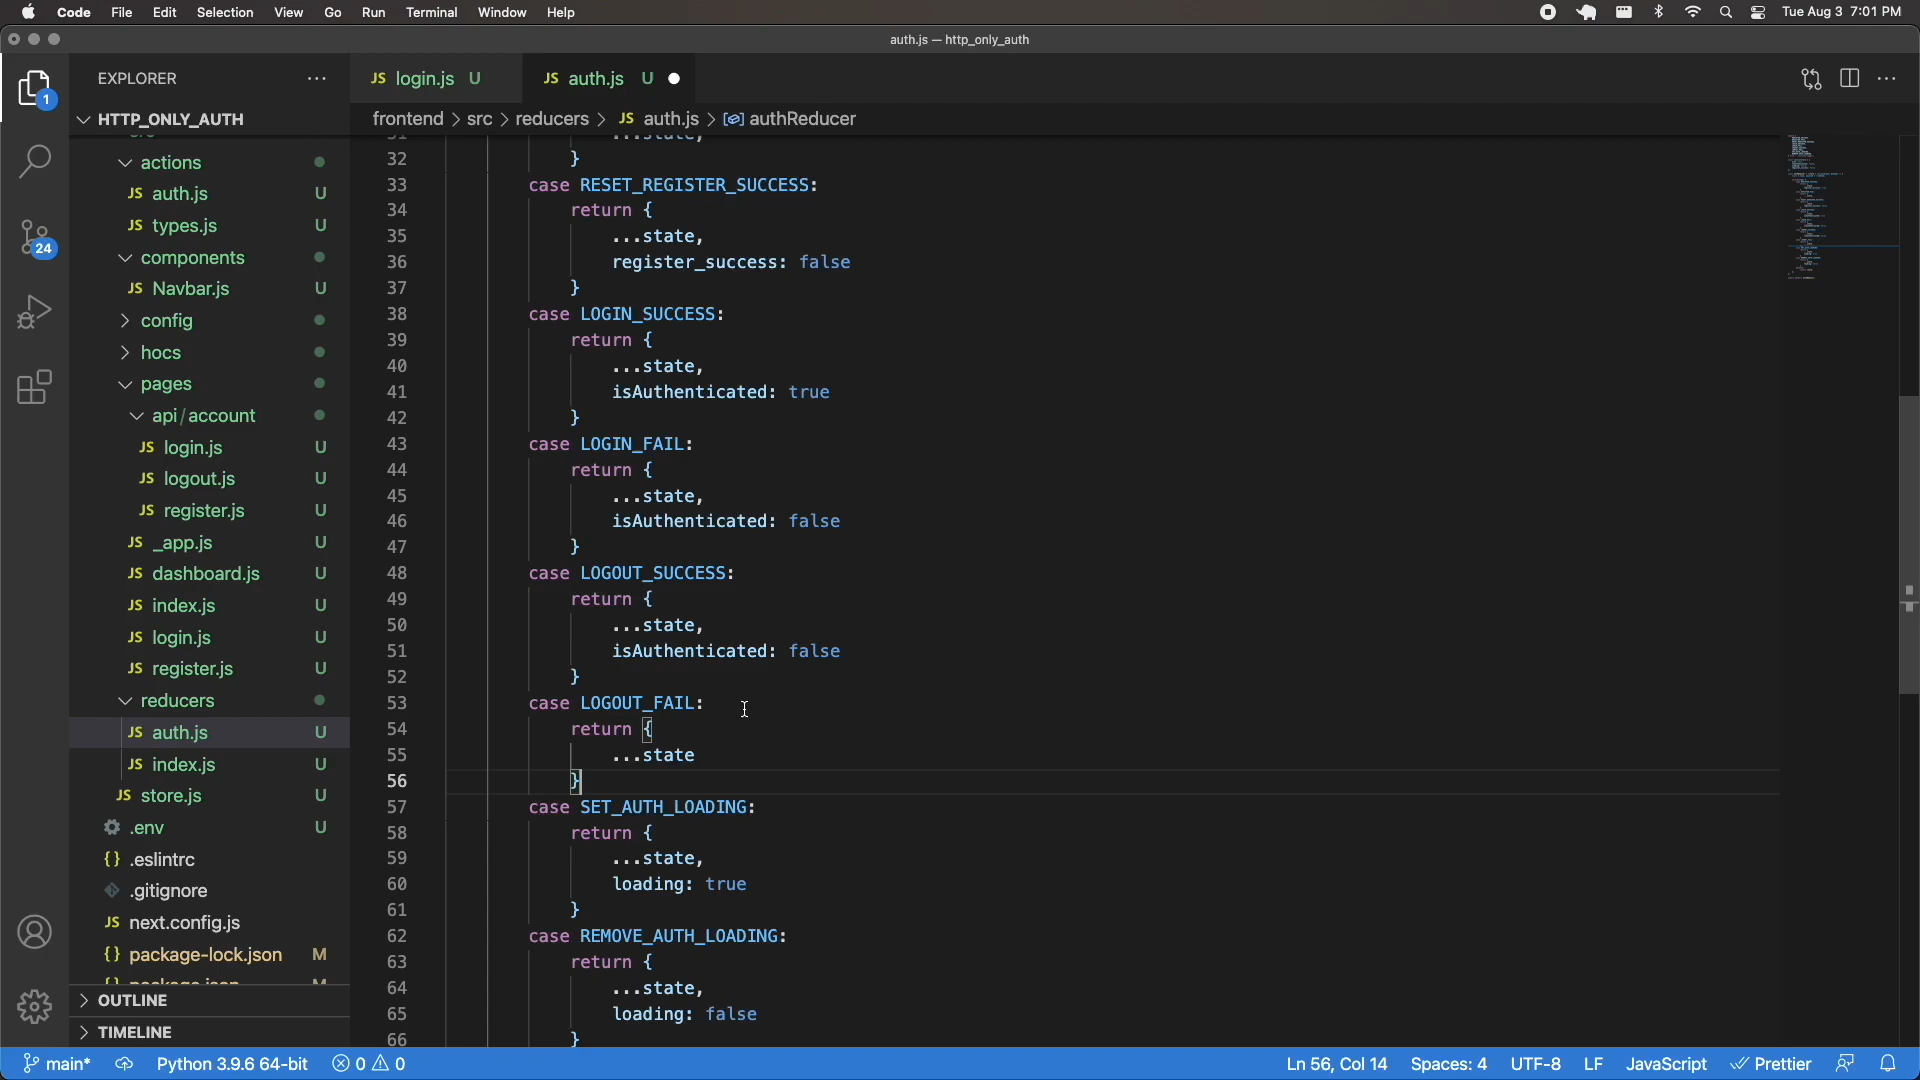 Code File Edit Selection View Go Run Terminal Window Help Tue Aug 3 7:01 PM
auth.js — http_only_auth
EXPLORER
JS login.js U
JS auth.js U
HTTP_ONLY_AUTH
frontend > src > reducers > JS auth.js > authReducer
actions
JS auth.js U
JS types.js U
components
JS Navbar.js U
config
hocs
pages
api/account
JS login.js U
JS logout.js U
JS register.js U
JS _app.js U
JS dashboard.js U
JS index.js U
JS login.js U
JS register.js U
reducers
JS auth.js U
JS index.js U
JS store.js U
.env U
{} .eslintrc
.gitignore
JS next.config.js
{} package-lock.json M
OUTLINE
TIMELINE
1
24
32 }
33 case RESET_REGISTER_SUCCESS:
34 return {
35 ...state,
36 register_success: false
37 }
38 case LOGIN_SUCCESS:
39 return {
40 ...state,
41 isAuthenticated: true
42 }
43 case LOGIN_FAIL:
44 return {
45 ...state,
46 isAuthenticated: false
47 }
48 case LOGOUT_SUCCESS:
49 return {
50 ...state,
51 isAuthenticated: false
52 }
53 case LOGOUT_FAIL:
54 return {
55 ...state
56 }
57 case SET_AUTH_LOADING:
58 return {
59 ...state,
60 loading: true
61 }
62 case REMOVE_AUTH_LOADING:
63 return {
64 ...state,
65 loading: false
66 }
main* Python 3.9.6 64-bit 0 0 Ln 56, Col 14 Spaces: 4 UTF-8 LF JavaScript Prettier